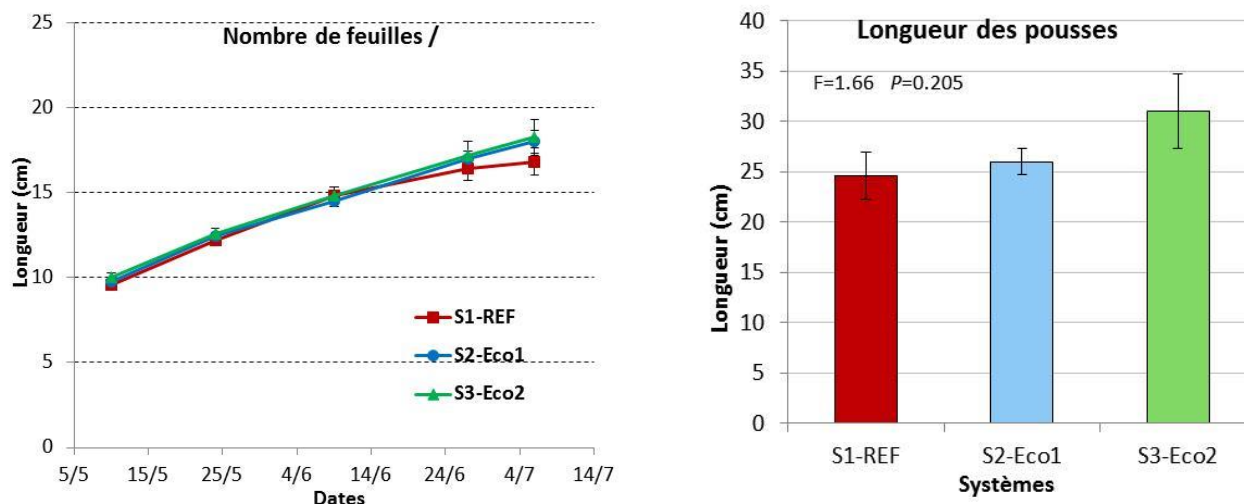 Nombre de feuilles /
25
20
15
10
5
0
Longueur (cm)
S1-REF
S2-Eco1
S3-Eco2
5/5 15/5 25/5 4/6 14/6 24/6 4/7 14/7
Dates
Longueur des pousses
F=1.66 P=0.205
40
35
30
25
20
15
10
5
0
Longueur (cm)
S1-REF S2-Eco1 S3-Eco2
Systèmes